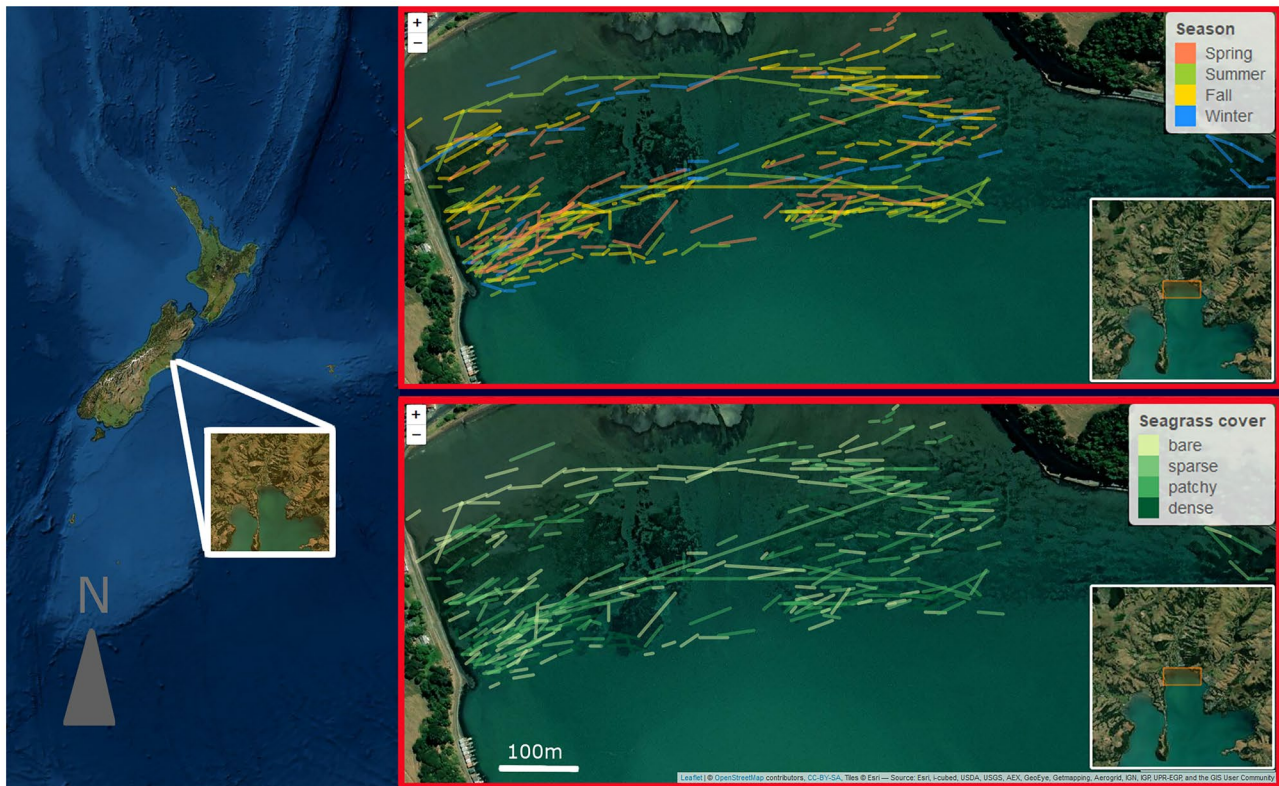 N
+
−
Season
Spring
Summer
Fall
Winter
+
−
Seagrass cover
bare
sparse
patchy
dense
100m
Leaflet | © OpenStreetMap contributors, CC-BY-SA, Tiles © Esri — Source: Esri, i-cubed, USDA, USGS, AEX, GeoEye, Getmapping, Aerogrid, IGN, IGP, UPR-EGP, and the GIS User Community